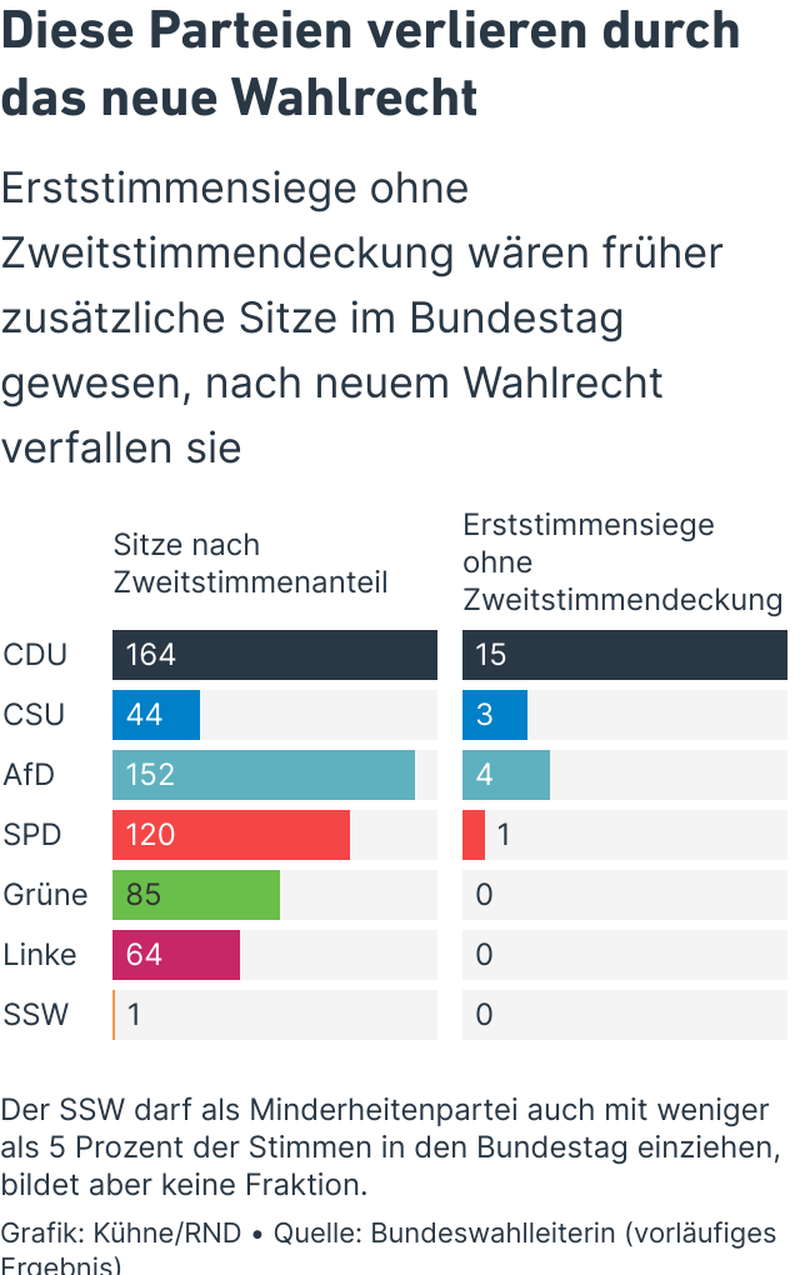 Diese Parteien verlieren durch
das neue Wahlrecht
Erststimmensiege ohne
Zweitstimmendeckung wären früher
zusätzliche Sitze im Bundestag
gewesen, nach neuem Wahlrecht
verfallen sie
Sitze nach
Zweitstimmenanteil
Erststimmensiege
ohne
Zweitstimmendeckung
CDU 164 15
CSU 44 3
AfD 152 4
SPD 120 1
Grüne 85 0
Linke 64 0
SSW 1 0
Der SSW darf als Minderheitenpartei auch mit weniger
als 5 Prozent der Stimmen in den Bundestag einziehen,
bildet aber keine Fraktion.
Grafik: Kühne/RND • Quelle: Bundeswahlleiterin (vorläufiges
Ergebnis)